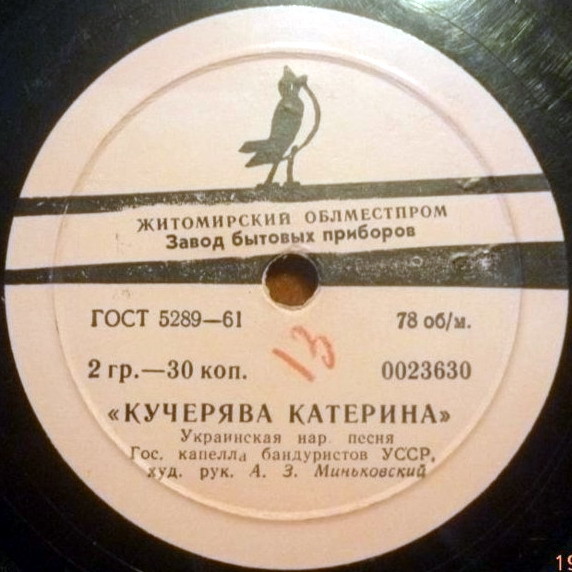 ЖИТОМИРСКИЙ ОБЛМЕСТПРОМ
Завод бытовых приборов
ГОСТ 5289—61
78 об/м.
13
2 гр.—30 коп.
0023630
«КУЧЕРЯВА КАТЕРИНА»
Украинская нар. песня
Гос. капелла бандуристов УССР,
худ. рук. А. З. Миньковский
19